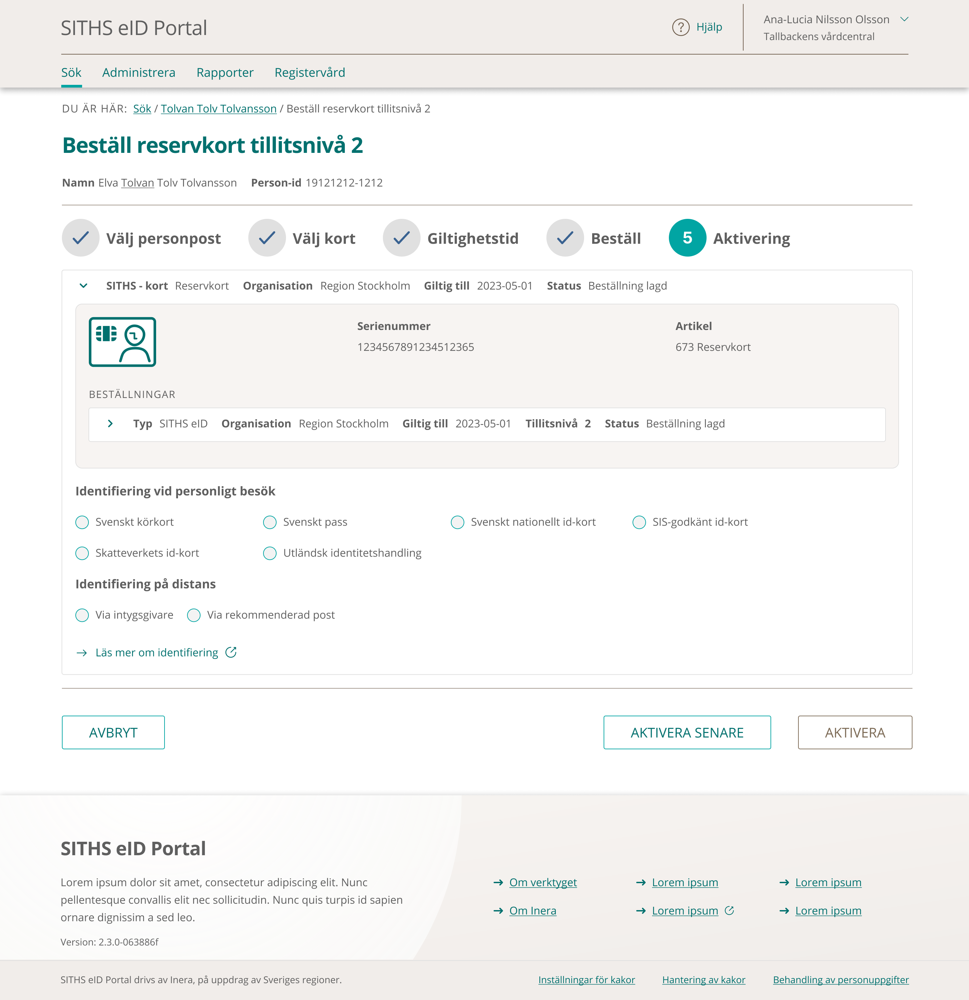 SITHS eID Portal
? Hjälp
Ana-Lucia Nilsson Olsson
Tallbackens vårdcentral
Sök Administrera Rapporter Registervård
DU ÄR HÄR: Sök / Tolvan Tolv Tolvansson / Beställ reservkort tillitsnivå 2
Beställ reservkort tillitsnivå 2
Namn Elva Tolvan Tolv Tolvansson Person-id 19121212-1212
Välj personpost Välj kort Giltighetstid Beställ 5 Aktivering
SITHS - kort Reservkort Organisation Region Stockholm Giltig till 2023-05-01 Status Beställning lagd
Serienummer Artikel
1234567891234512365 673 Reservkort
BESTÄLLNINGAR
Typ SITHS eID Organisation Region Stockholm Giltig till 2023-05-01 Tillitsnivå 2 Status Beställning lagd
Identifiering vid personligt besök
Svenskt körkort Svenskt pass Svenskt nationellt id-kort SIS-godkänt id-kort
Skatteverkets id-kort Utländsk identitetshandling
Identifiering på distans
Via intygsgivare Via rekommenderad post
Läs mer om identifiering
AVBRYT AKTIVERA SENARE AKTIVERA
SITHS eID Portal
Lorem ipsum dolor sit amet, consectetur adipiscing elit. Nunc
pellentesque convallis elit nec sollicitudin. Nunc quis turpis id sapien
ornare dignissim a sed leo.
Version: 2.3.0-063886f
Om verktyget Lorem ipsum Lorem ipsum
Om Inera Lorem ipsum Lorem ipsum
SITHS eID Portal drivs av Inera, på uppdrag av Sveriges regioner.
Inställningar för kakor Hantering av kakor Behandling av personuppgifter